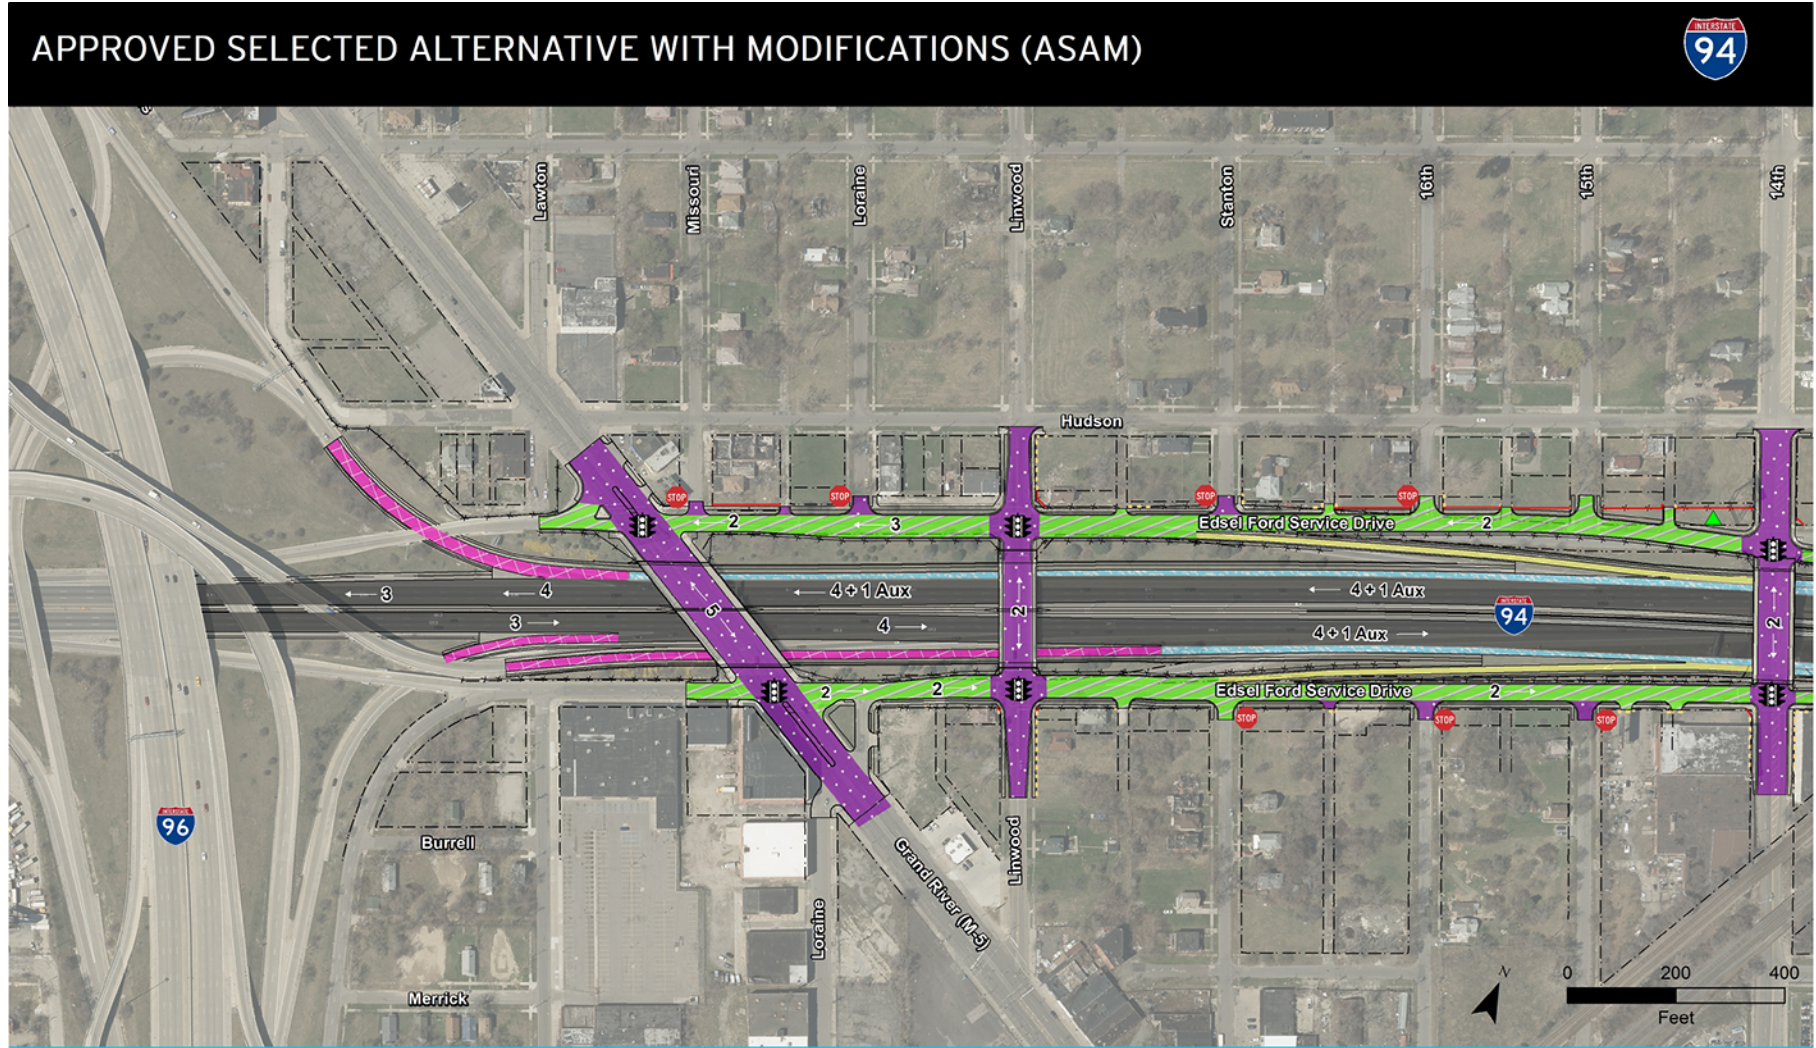 APPROVED SELECTED ALTERNATIVE WITH MODIFICATIONS (ASAM)
INTERSTATE
94
Lawton
Missouri
Loraine
Linwood
Stanton
16th
15th
14th
Hudson
STOP
STOP
STOP
STOP
2
3
Edsel Ford Service Drive
2
3
4
4 + 1 Aux
4 + 1 Aux
5
2
INTERSTATE
94
2
3
4
4 + 1 Aux
2
2
Edsel Ford Service Drive
2
STOP
STOP
STOP
INTERSTATE
96
Burrell
Grand River (M-5)
Linwood
Loraine
Merrick
N
0 200 400
Feet